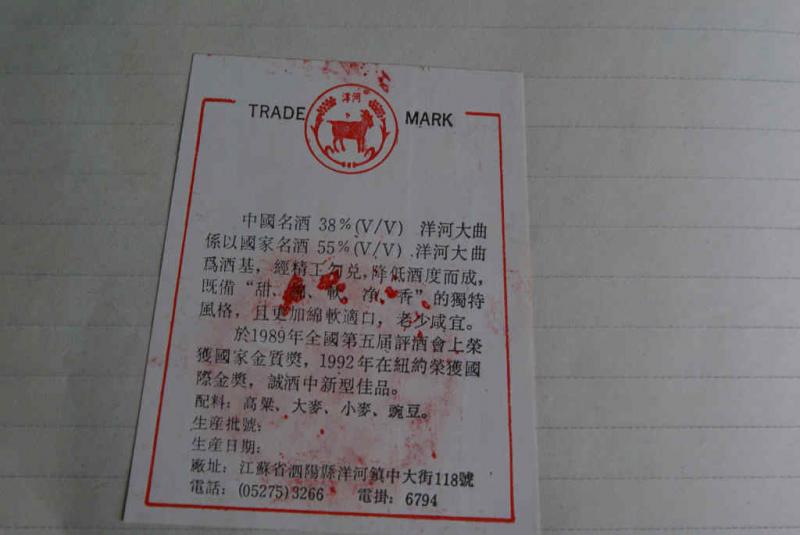 洋河
TRADE MARK
中國名酒 38%(V/V) 洋河大曲
係以國家名酒 55%(V/V) 洋河大曲
爲酒基，經精工勾兑，降低酒度而成，
既備“甜、綿、軟、净、香”的獨特
風格，且更加綿軟適口，老少咸宜。
於1989年全國第五届評酒會上榮
獲國家金質獎，1992年在紐約榮獲國
際金獎，誠酒中新型佳品。
配料：高粱、大麥、小麥、豌豆。
生産批號：
生産日期：
廠址：江蘇省泗陽縣洋河鎮中大街118號
電話：(05275)3266 電掛：6794